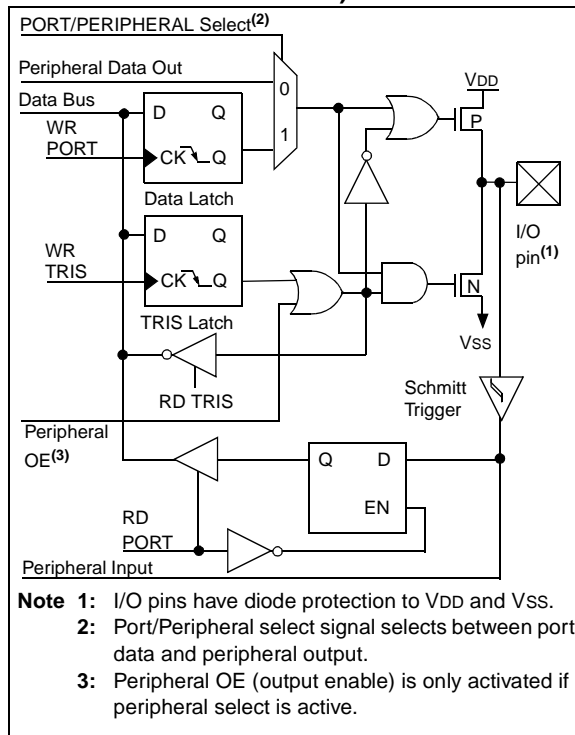 PORT/PERIPHERAL Select(2)
Peripheral Data Out
Data Bus
WR
PORT
D Q
CK Q
Data Latch
0
1
VDD
P
I/O
pin(1)
WR
TRIS
D Q
CK Q
TRIS Latch
N
VSS
RD TRIS
Schmitt
Trigger
Peripheral
OE(3)
Q D
EN
RD
PORT
Peripheral Input
Note 1: I/O pins have diode protection to VDD and VSS.
2: Port/Peripheral select signal selects between port
data and peripheral output.
3: Peripheral OE (output enable) is only activated if
peripheral select is active.